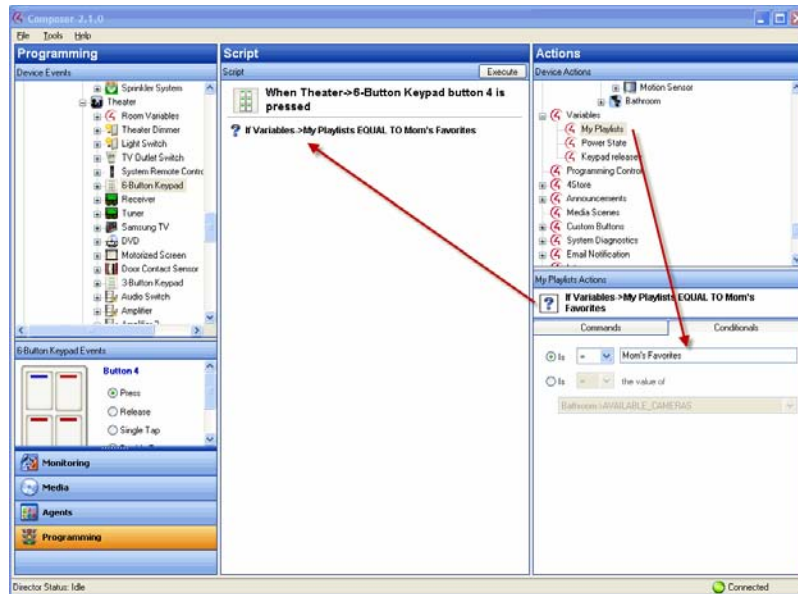 Composer 2.1.0
File Tools Help
Programming
Device Events
Sprinkler System
Theater
Room Variables
Theater Dimmer
Light Switch
TV Outlet Switch
System Remote Contrc
6-Button Keypad
Receiver
Tuner
Samsung TV
DVD
Motorized Screen
Door Contact Sensor
3-Button Keypad
Audio Switch
Amplifier
6-Button Keypad Events
Button 4
Press
Release
Single Tap
Monitoring
Media
Agents
Programming
Script
Script Execute
When Theater->6-Button Keypad button 4 is
pressed
? If Variables->My Playlists EQUAL TO Mom's Favorites
Actions
Device Actions
Motion Sensor
Bathroom
Variables
My Playlists
Power State
Keypad releases
Programming Control
4Store
Announcements
Media Scenes
Custom Buttons
System Diagnostics
Email Notification
My Playlists Actions
? If Variables->My Playlists EQUAL TO Mom's
Favorites
Commands Conditionals
Is = Mom's Favorites
Is = the value of
Bathroom->AVAILABLE_CAMERAS
Director Status: Idle
Connected